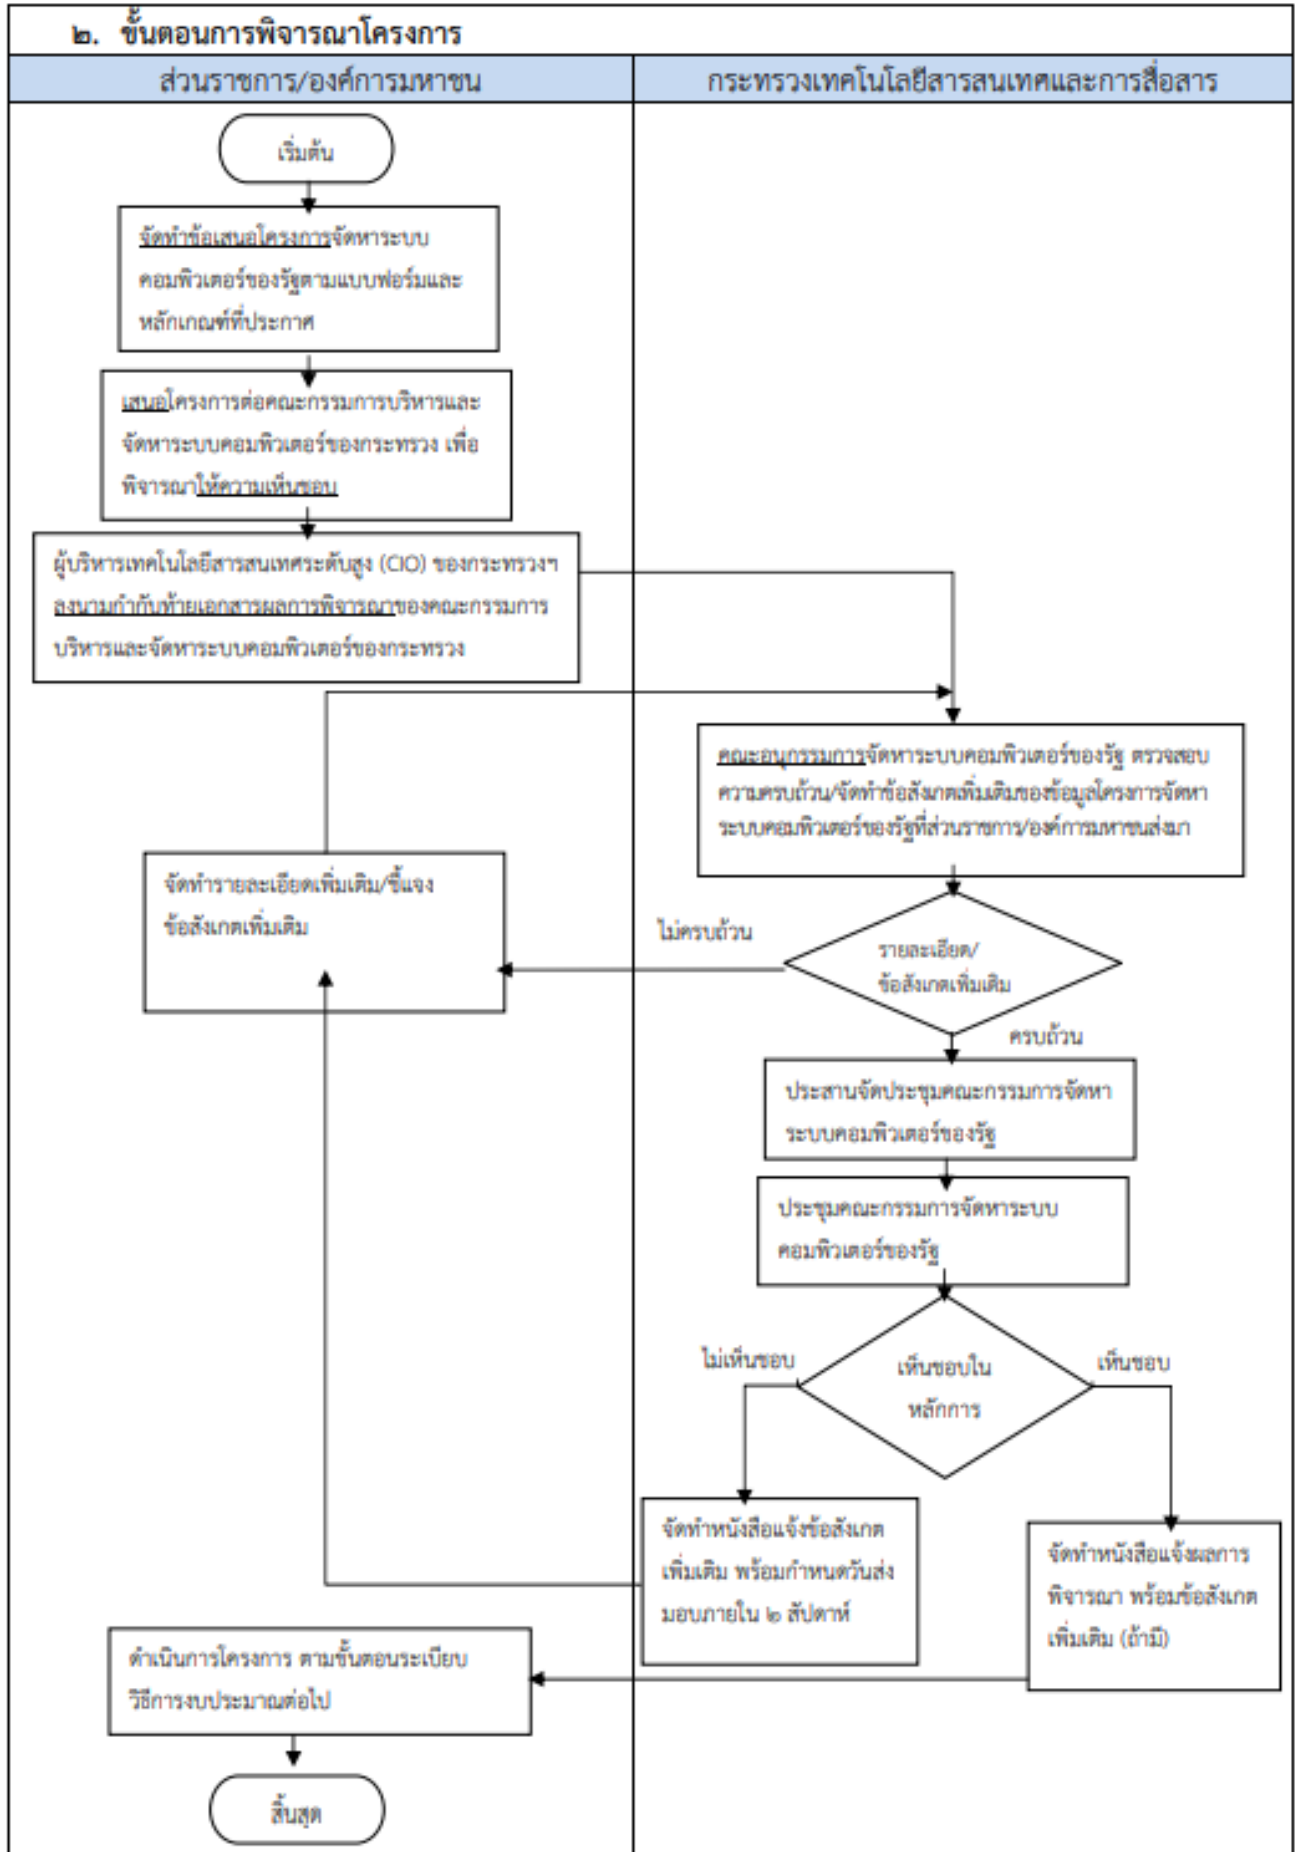 ๒. ขั้นตอนการพิจารณาโครงการ
ส่วนราชการ/องค์การมหาชน
กระทรวงเทคโนโลยีสารสนเทศและการสื่อสาร
เริ่มต้น
จัดทำข้อเสนอโครงการจัดหาระบบ
คอมพิวเตอร์ของรัฐตามแบบฟอร์มและ
หลักเกณฑ์ที่ประกาศ
เสนอโครงการต่อคณะกรรมการบริหารและ
จัดหาระบบคอมพิวเตอร์ของกระทรวง เพื่อ
พิจารณาให้ความเห็นชอบ
ผู้บริหารเทคโนโลยีสารสนเทศระดับสูง (CIO) ของกระทรวงฯ
ลงนามกำกับท้ายเอกสารผลการพิจารณาของคณะกรรมการ
บริหารและจัดหาระบบคอมพิวเตอร์ของกระทรวง
คณะอนุกรรมการจัดหาระบบคอมพิวเตอร์ของรัฐ ตรวจสอบ
ความครบถ้วน/จัดทำข้อสังเกตเพิ่มเติมของข้อมูลโครงการจัดหา
ระบบคอมพิวเตอร์ของรัฐที่ส่วนราชการ/องค์การมหาชนส่งมา
จัดทำรายละเอียดเพิ่มเติม/ชี้แจง
ข้อสังเกตเพิ่มเติม
ไม่ครบถ้วน
รายละเอียด/
ข้อสังเกตเพิ่มเติม
ครบถ้วน
ประสานจัดประชุมคณะกรรมการจัดหา
ระบบคอมพิวเตอร์ของรัฐ
ประชุมคณะกรรมการจัดหาระบบ
คอมพิวเตอร์ของรัฐ
ไม่เห็นชอบ
เห็นชอบใน
หลักการ
เห็นชอบ
จัดทำหนังสือแจ้งข้อสังเกต
เพิ่มเติม พร้อมกำหนดวันส่ง
มอบภายใน ๒ สัปดาห์
จัดทำหนังสือแจ้งผลการ
พิจารณา พร้อมข้อสังเกต
เพิ่มเติม (ถ้ามี)
ดำเนินการโครงการ ตามขั้นตอนระเบียบ
วิธีการงบประมาณต่อไป
สิ้นสุด